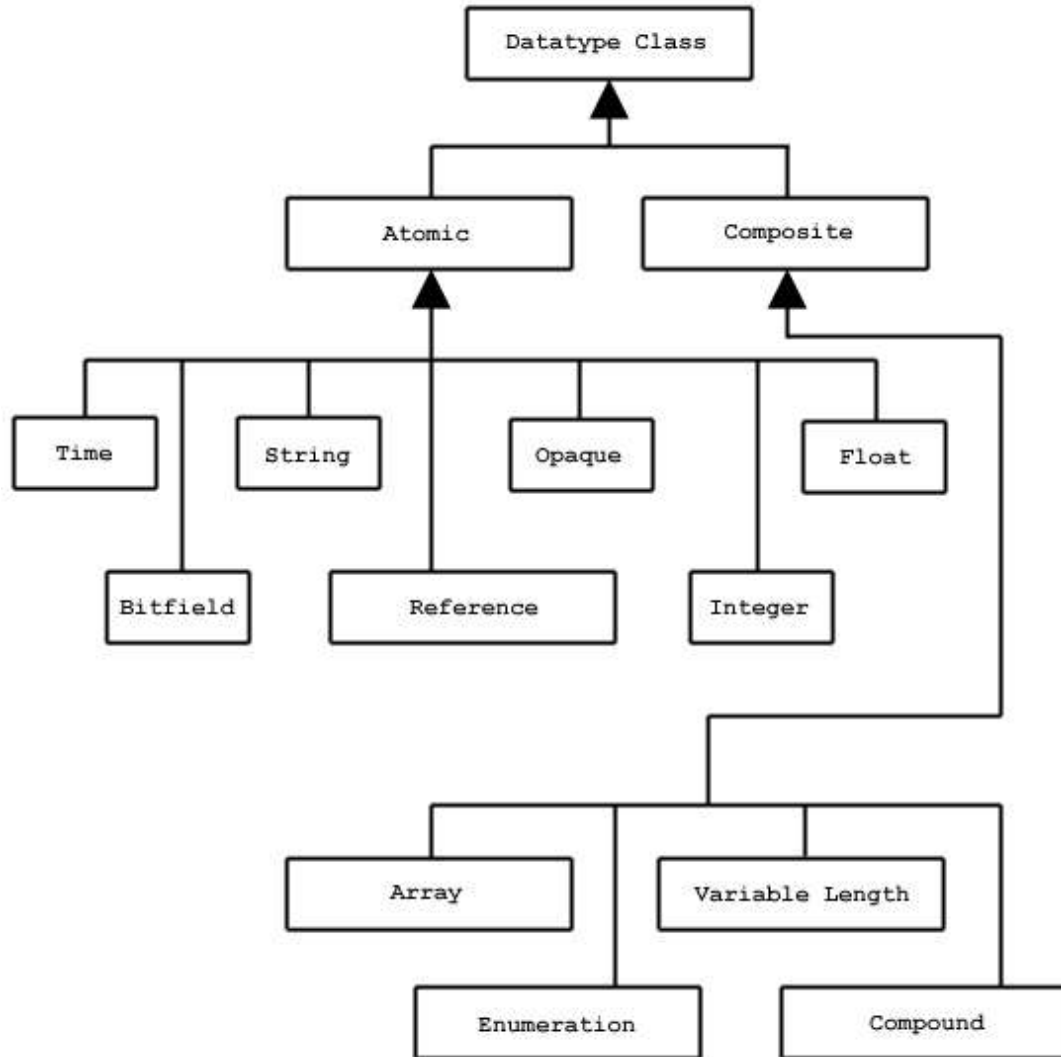 Datatype Class
Atomic
Composite
Time
String
Opaque
Float
Bitfield
Reference
Integer
Array
Variable Length
Enumeration
Compound